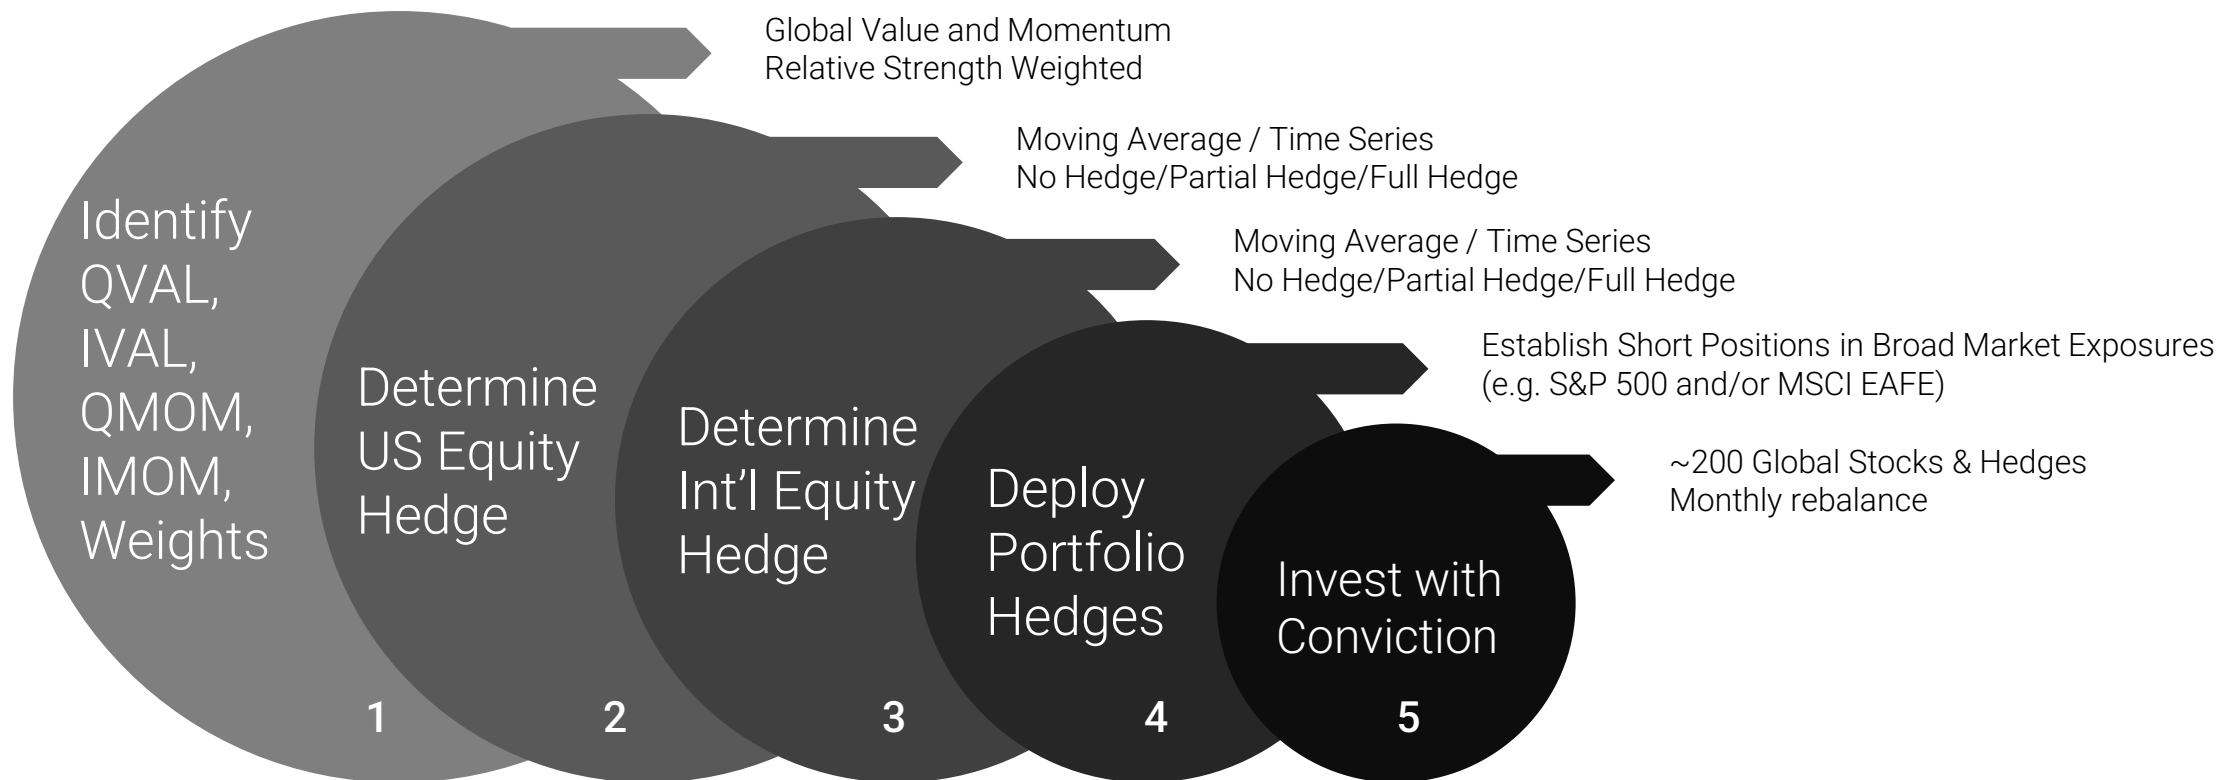 Global Value and Momentum
Relative Strength Weighted
Moving Average / Time Series
No Hedge/Partial Hedge/Full Hedge
Moving Average / Time Series
No Hedge/Partial Hedge/Full Hedge
Establish Short Positions in Broad Market Exposures
(e.g. S&P 500 and/or MSCI EAFE)
~200 Global Stocks & Hedges
Monthly rebalance
Identify
QVAL,
IVAL,
QMOM,
IMOM,
Weights
1
Determine
US Equity
Hedge
2
Determine
Int’l Equity
Hedge
3
Deploy
Portfolio
Hedges
4
Invest with
Conviction
5